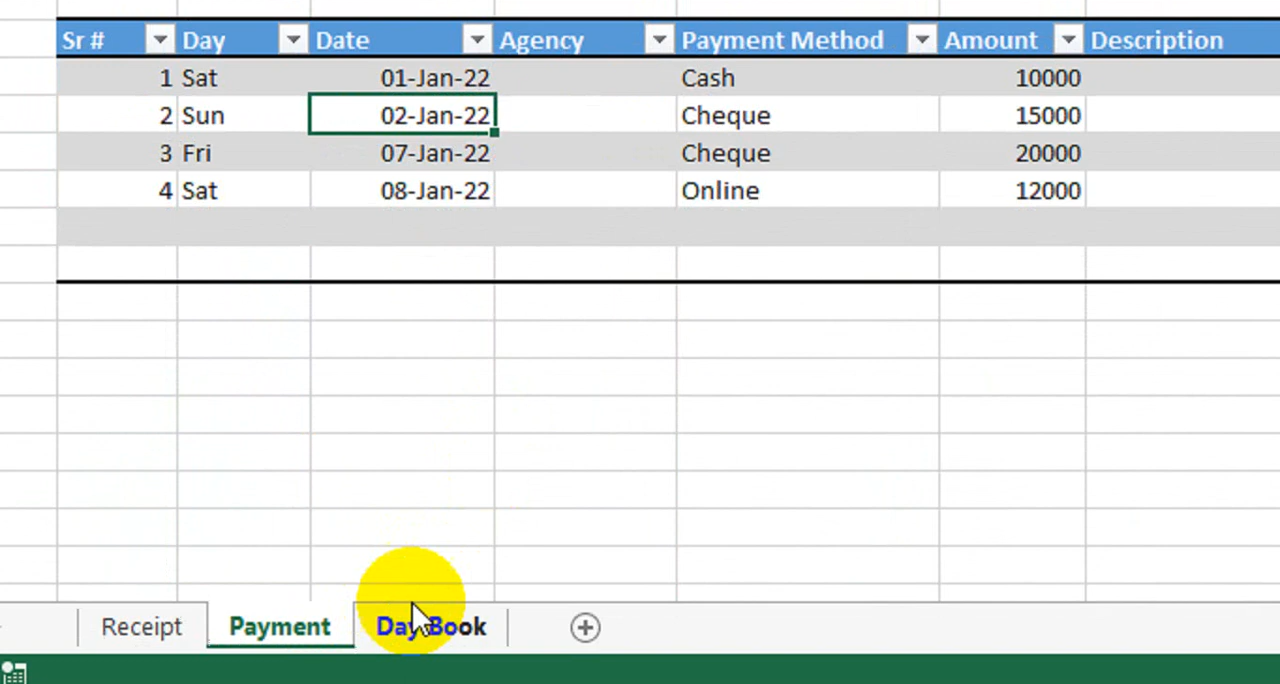 Sr # Day Date Agency Payment Method Amount Description
1 Sat 01-Jan-22 Cash 10000
2 Sun 02-Jan-22 Cheque 15000
3 Fri 07-Jan-22 Cheque 20000
4 Sat 08-Jan-22 Online 12000
Receipt Payment Day Book